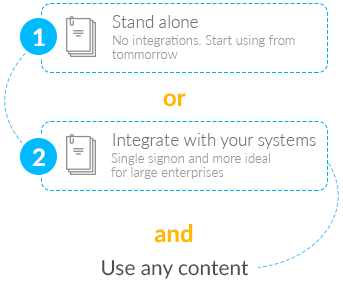 1
Stand alone
No integrations. Start using from
tommorrow
or
2
Integrate with your systems
Single signon and more ideal
for large enterprises
and
Use any content